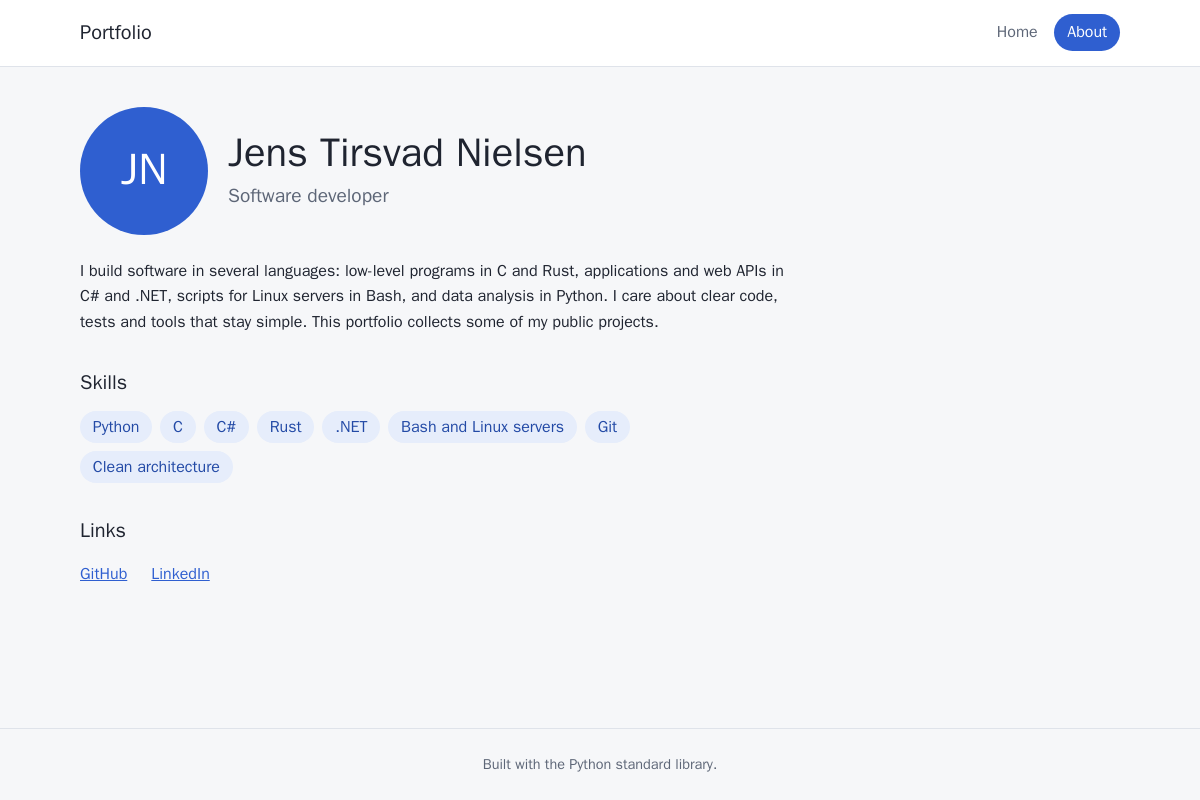 Portfolio
Home About
JN
Jens Tirsvad Nielsen
Software developer
I build software in several languages: low-level programs in C and Rust, applications and web APIs in
C# and .NET, scripts for Linux servers in Bash, and data analysis in Python. I care about clear code,
tests and tools that stay simple. This portfolio collects some of my public projects.
Skills
Python C C# Rust .NET Bash and Linux servers Git
Clean architecture
Links
GitHub LinkedIn
Built with the Python standard library.